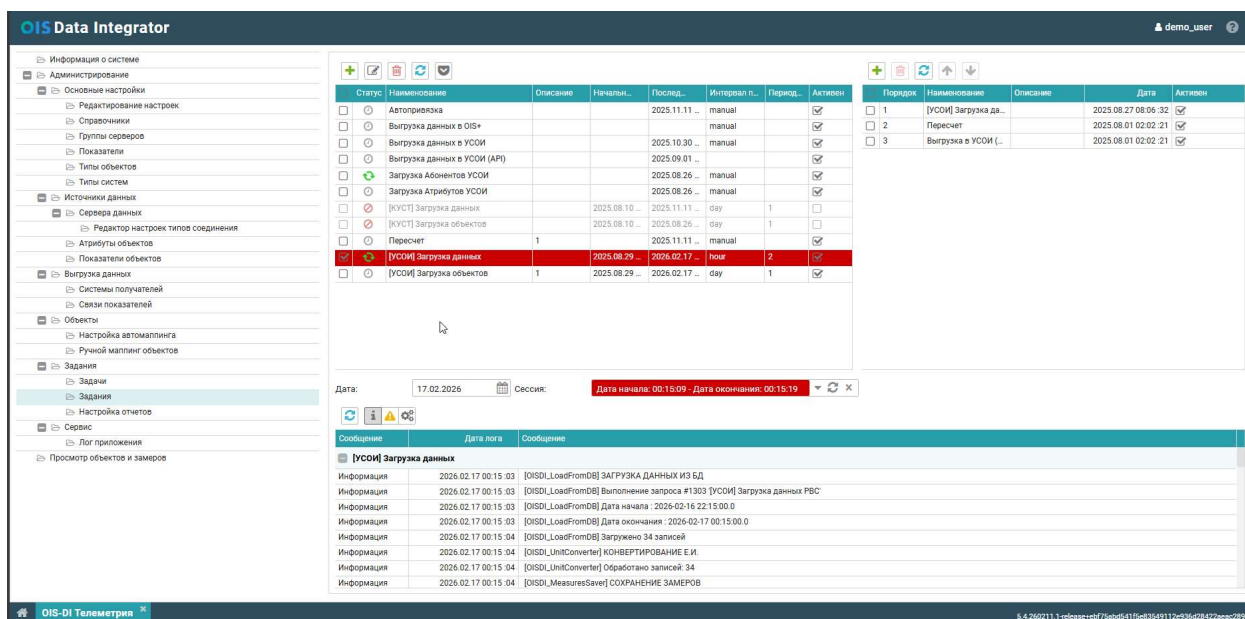 OIS Data Integrator
demo_user
Информация о системе
Администрирование
Основные настройки
Редактирование настроек
Справочники
Группы серверов
Показатели
Типы объектов
Типы систем
Источники данных
Сервера данных
Редактор настроек типов соединения
Атрибуты объектов
Показатели объектов
Выгрузка данных
Системы получателей
Связи показателей
Объекты
Настройка автомаппинга
Ручной маппинг объектов
Задания
Задачи
Задания
Настройка отчетов
Сервис
Лог приложения
Просмотр объектов и замеров
Статус Наименование Описание Начальн... Послед... Интервал п... Период... Активен
Автопривязка 2025.11.11 ... manual
Выгрузка данных в OIS+ manual
Выгрузка данных в УСОИ 2025.10.30 ... manual
Выгрузка данных в УСОИ (API) 2025.09.01 ...
Загрузка Абонентов УСОИ 2025.08.26 ... manual
Загрузка Атрибутов УСОИ 2025.08.26 ... manual
[КУСТ] Загрузка данных 2025.08.10 ... 2025.11.11 ... day 1
[КУСТ] Загрузка объектов 2025.08.10 ... 2025.08.26 ... day 1
Пересчет 1 2025.11.11 ... manual
[УСОИ] Загрузка данных 2025.08.29 ... 2026.02.17 ... hour 2
[УСОИ] Загрузка объектов 1 2025.08.29 ... 2026.02.17 ... day 1
Порядок Наименование Описание Дата Активен
1 [УСОИ] Загрузка да... 2025.08.27 08:06 :32
2 Пересчет 2025.08.01 02:02 :21
3 Выгрузка в УСОИ (... 2025.08.01 02:02 :21
Дата: 17.02.2026 Сессия: Дата начала: 00:15:09 - Дата окончания: 00:15:19
Сообщение Дата лога Сообщение
[УСОИ] Загрузка данных
Информация 2026.02.17 00:15 :03 [OISDI_LoadFromDB] ЗАГРУЗКА ДАННЫХ ИЗ БД
Информация 2026.02.17 00:15 :03 [OISDI_LoadFromDB] Выполнение запроса #1303 '[УСОИ] Загрузка данных РВС'
Информация 2026.02.17 00:15 :03 [OISDI_LoadFromDB] Дата начала : 2026-02-16 22:15:00.0
Информация 2026.02.17 00:15 :03 [OISDI_LoadFromDB] Дата окончания : 2026-02-17 00:15:00.0
Информация 2026.02.17 00:15 :04 [OISDI_LoadFromDB] Загружено 34 записей
Информация 2026.02.17 00:15 :04 [OISDI_UnitConverter] КОНВЕРТИРОВАНИЕ Е.И.
Информация 2026.02.17 00:15 :04 [OISDI_UnitConverter] Обработано записей: 34
Информация 2026.02.17 00:15 :04 [OISDI_MeasuresSaver] СОХРАНЕНИЕ ЗАМЕРОВ
OIS-DI Телеметрия